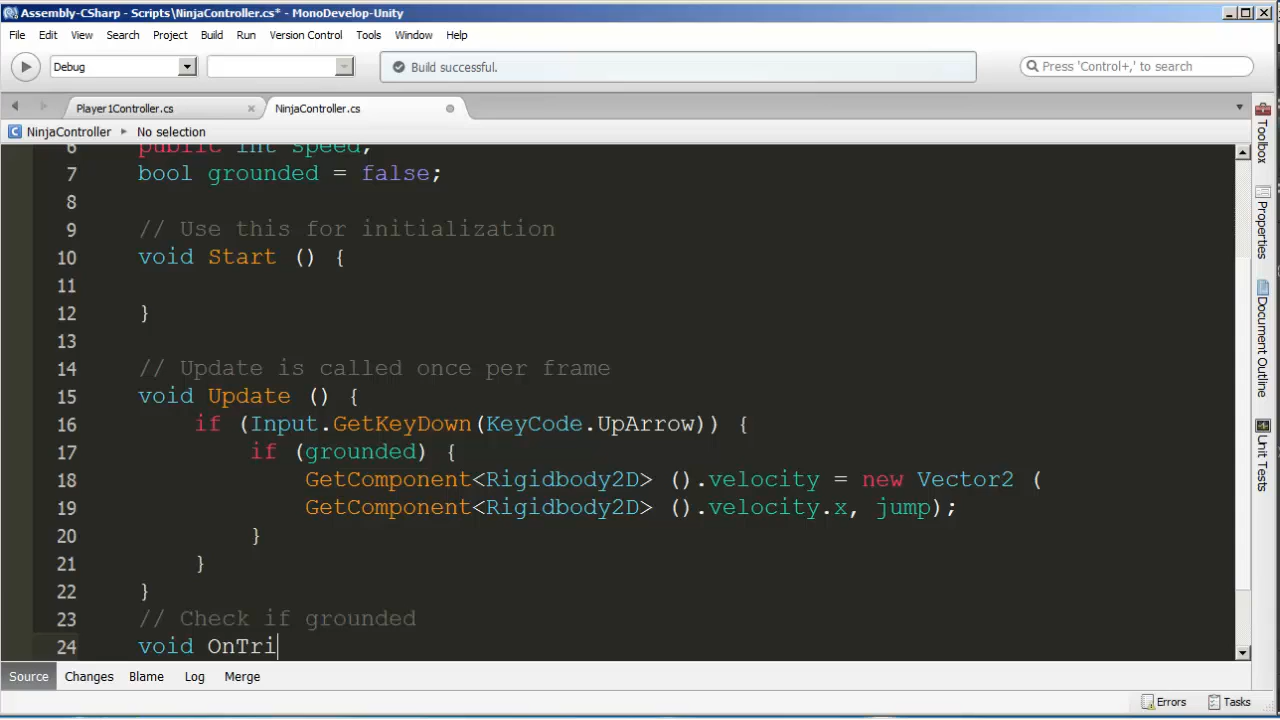 Assembly-CSharp - Scripts\NinjaController.cs* - MonoDevelop-Unity
File Edit View Search Project Build Run Version Control Tools Window Help
Debug
Build successful.
Press 'Control+,' to search
Player1Controller.cs
NinjaController.cs
NinjaController
No selection
6 public int speed;
7 bool grounded = false;
8
9 // Use this for initialization
10 void Start () {
11
12 }
13
14 // Update is called once per frame
15 void Update () {
16 if (Input.GetKeyDown(KeyCode.UpArrow)) {
17 if (grounded) {
18 GetComponent<Rigidbody2D> ().velocity = new Vector2 (
19 GetComponent<Rigidbody2D> ().velocity.x, jump);
20 }
21 }
22 }
23 // Check if grounded
24 void OnTri
Toolbox
Properties
Document Outline
Unit Tests
Source Changes Blame Log Merge
Errors Tasks